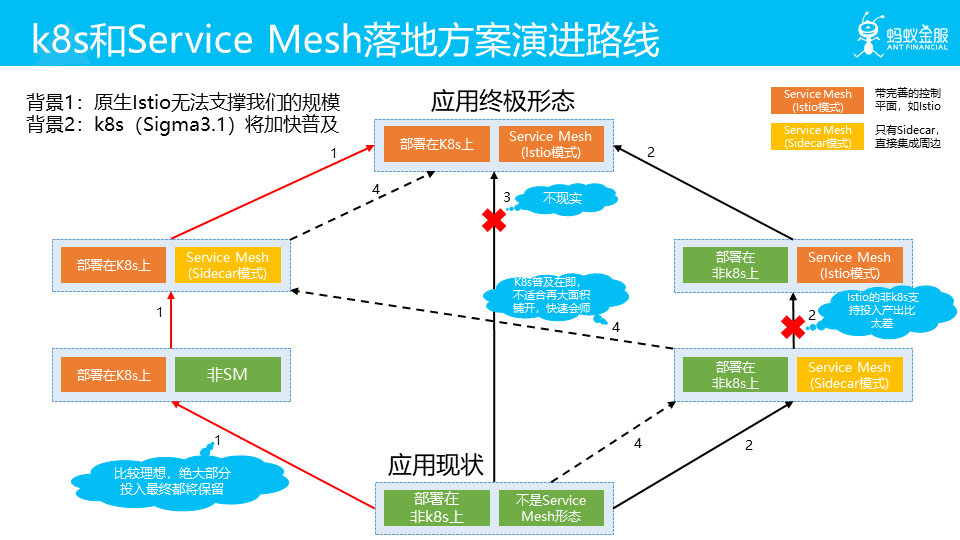 k8s和Service Mesh落地方案演进路线
蚂蚁金服
ANT FINANCIAL
背景1：原生Istio无法支撑我们的规模
背景2：k8s（Sigma3.1）将加快普及
应用终极形态
Service Mesh
(Istio模式)
带完善的控制
平面，如Istio
Service Mesh
(Sidecar模式)
只有Sidecar，
直接集成周边
部署在K8s上
Service Mesh
(Istio模式)
1
2
4
3
不现实
部署在K8s上
Service Mesh
(Sidecar模式)
部署在
非k8s上
Service Mesh
(Istio模式)
K8s普及在即，
不适合再大面积
铺开，快速会师
Istio的非k8s支
持投入产出比
太差
1
4
2
部署在K8s上
非SM
部署在
非k8s上
Service Mesh
(Sidecar模式)
1
4
2
比较理想，绝大部分
投入最终都将保留
应用现状
部署在
非k8s上
不是Service
Mesh形态